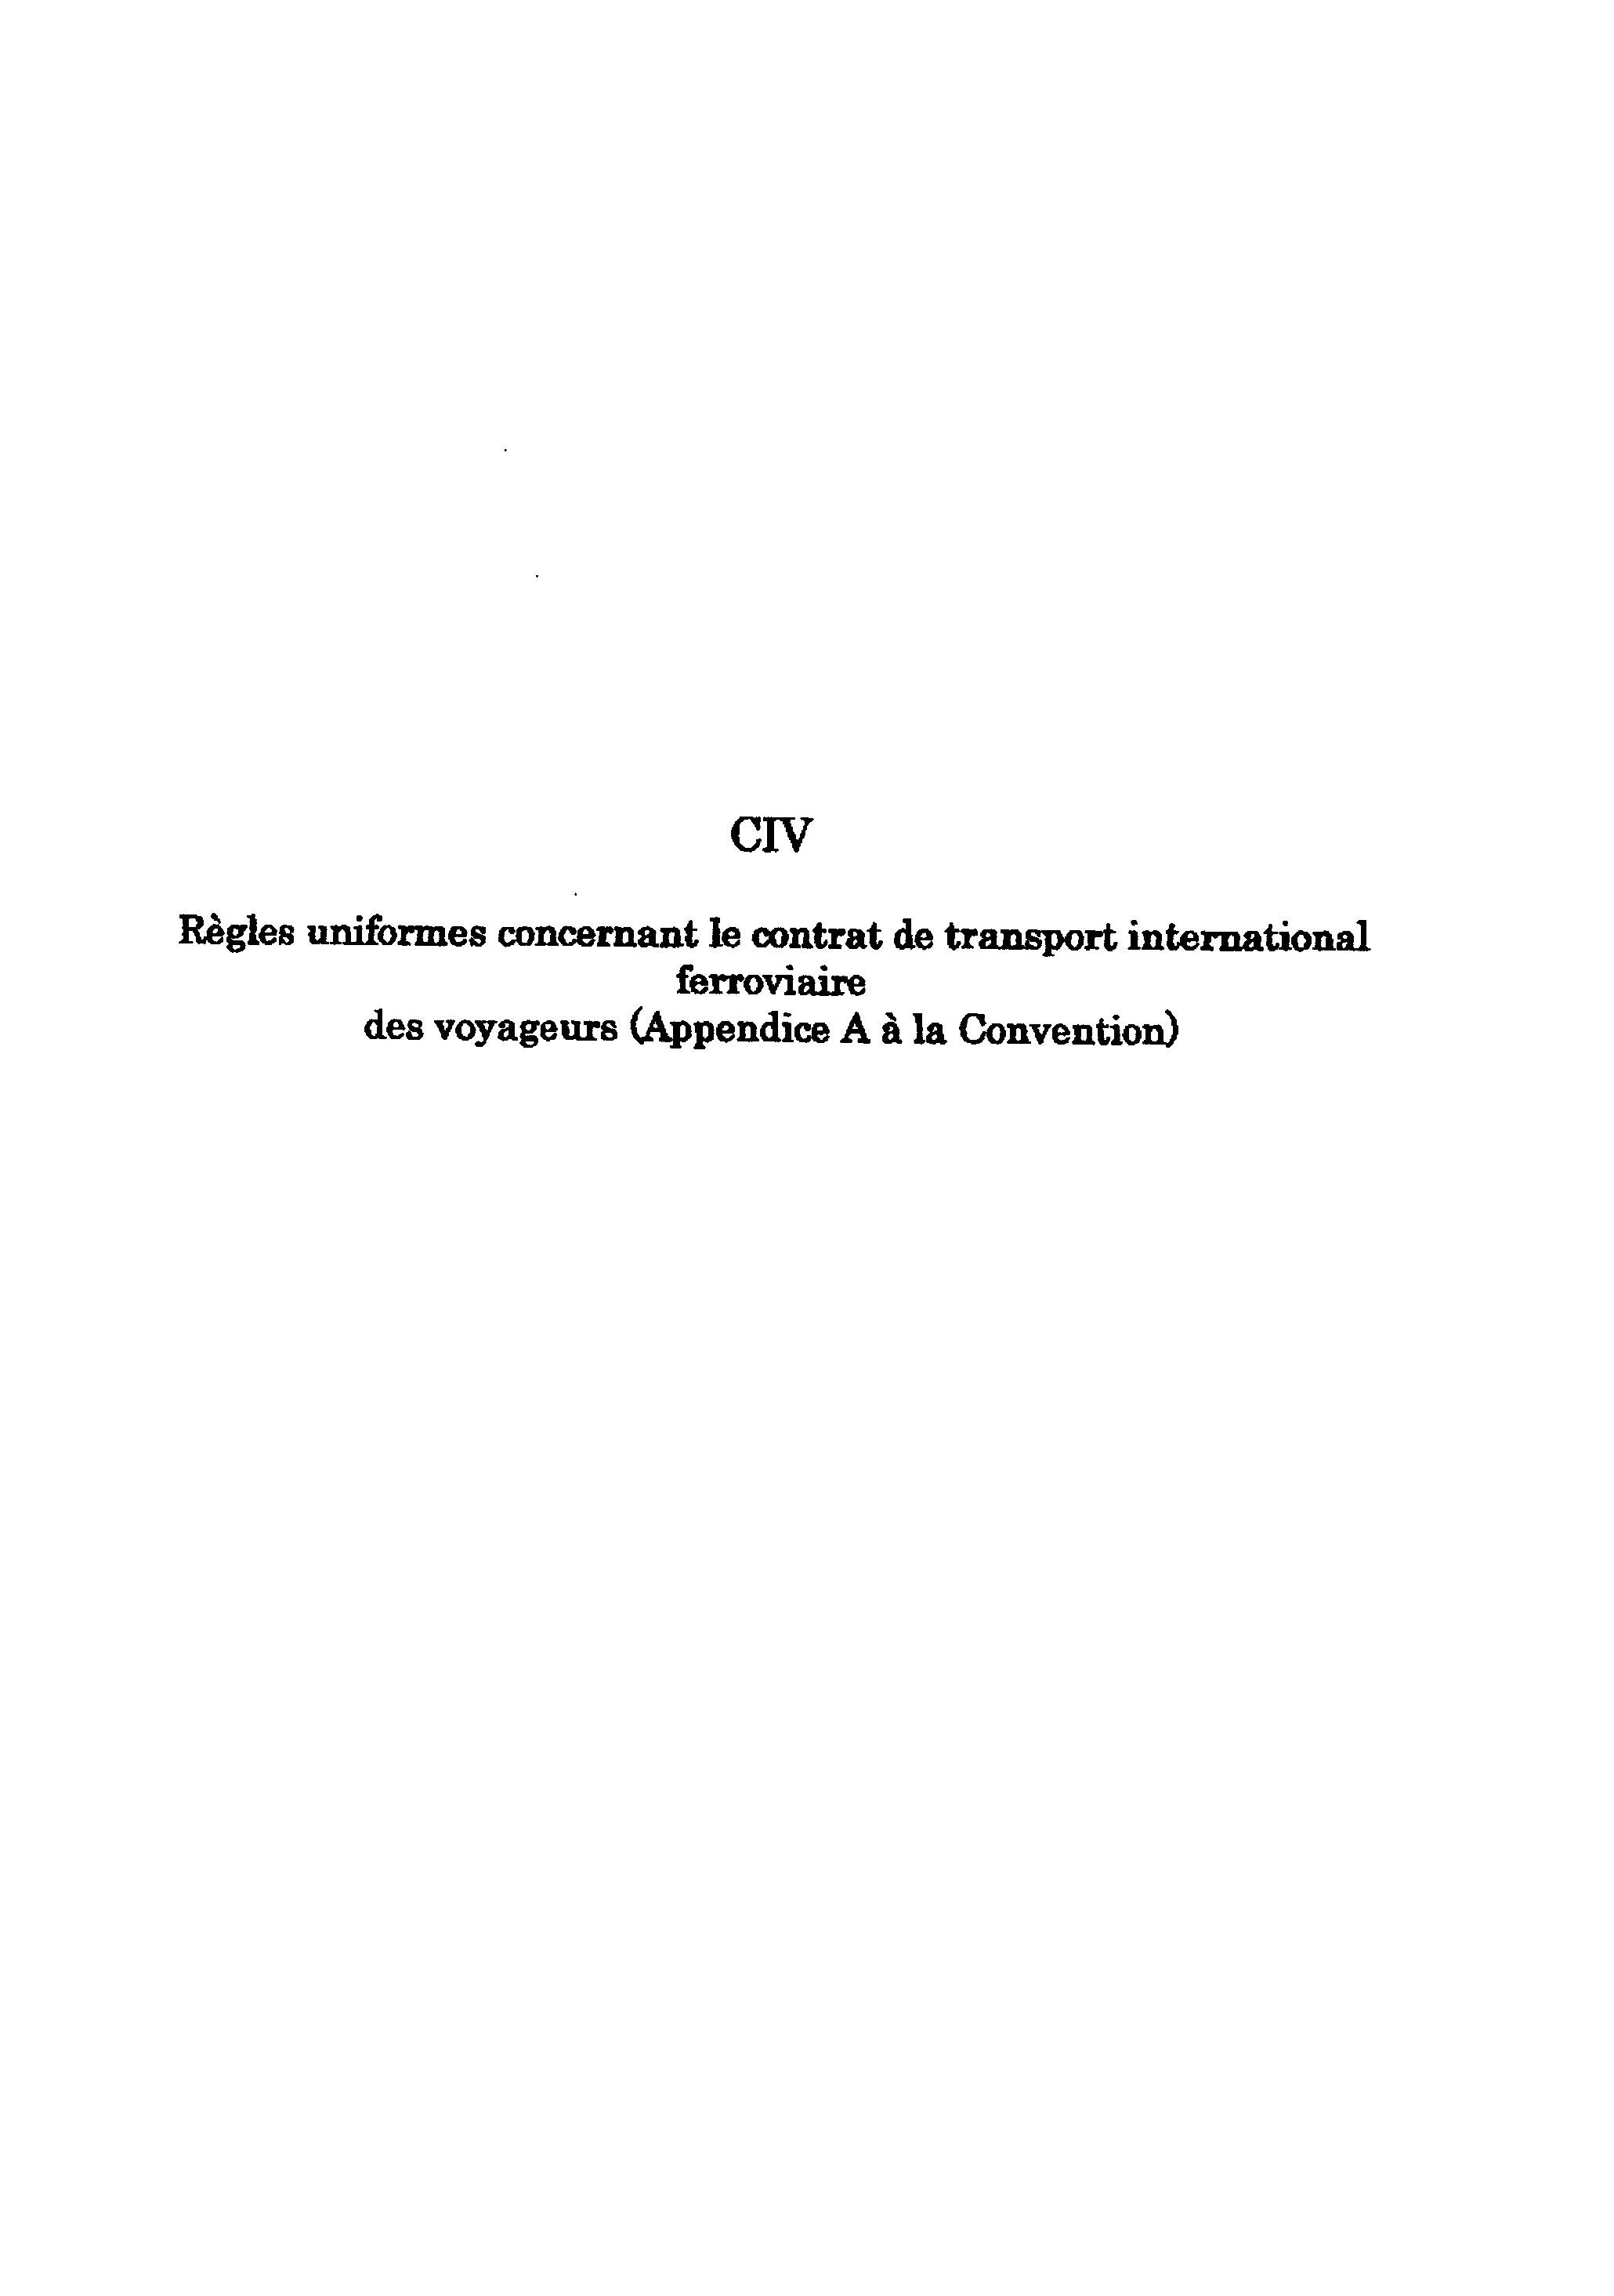 CIV
Règles uniformes concernant le contrat de transport international
ferroviaire
des voyageurs (Appendice A à la Convention)